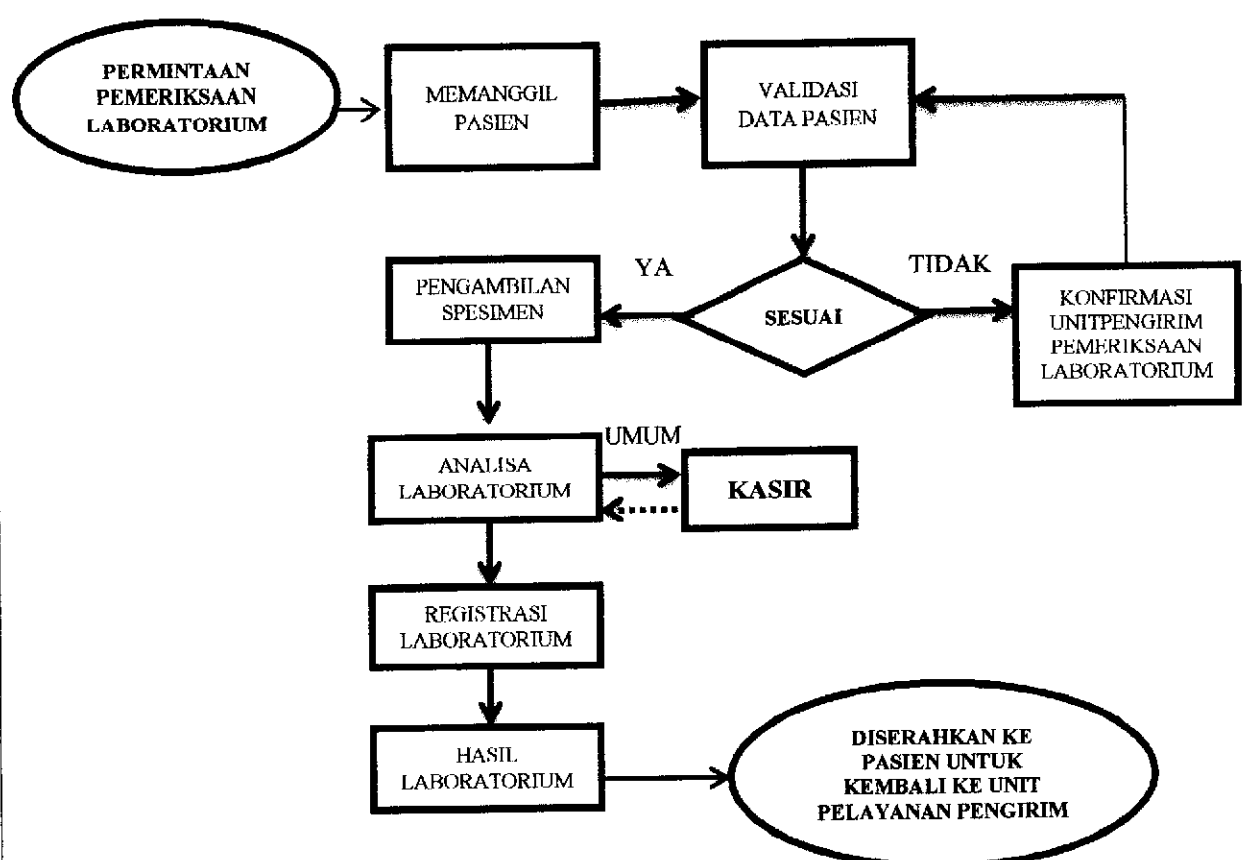 PERMINTAAN
PEMERIKSAAN
LABORATORIUM
MEMANGGIL
PASIEN
VALIDASI
DATA PASIEN
YA
TIDAK
PENGAMBILAN
SPESIMEN
SESUAI
KONFIRMASI
UNITPENGIRIM
PEMERIKSAAN
LABORATORIUM
UMUM
ANALISA
LABORATORIUM
KASIR
REGISTRASI
LABORATORIUM
HASIL
LABORATORIUM
DISERAHKAN KE
PASIEN UNTUK
KEMBALI KE UNIT
PELAYANAN PENGIRIM